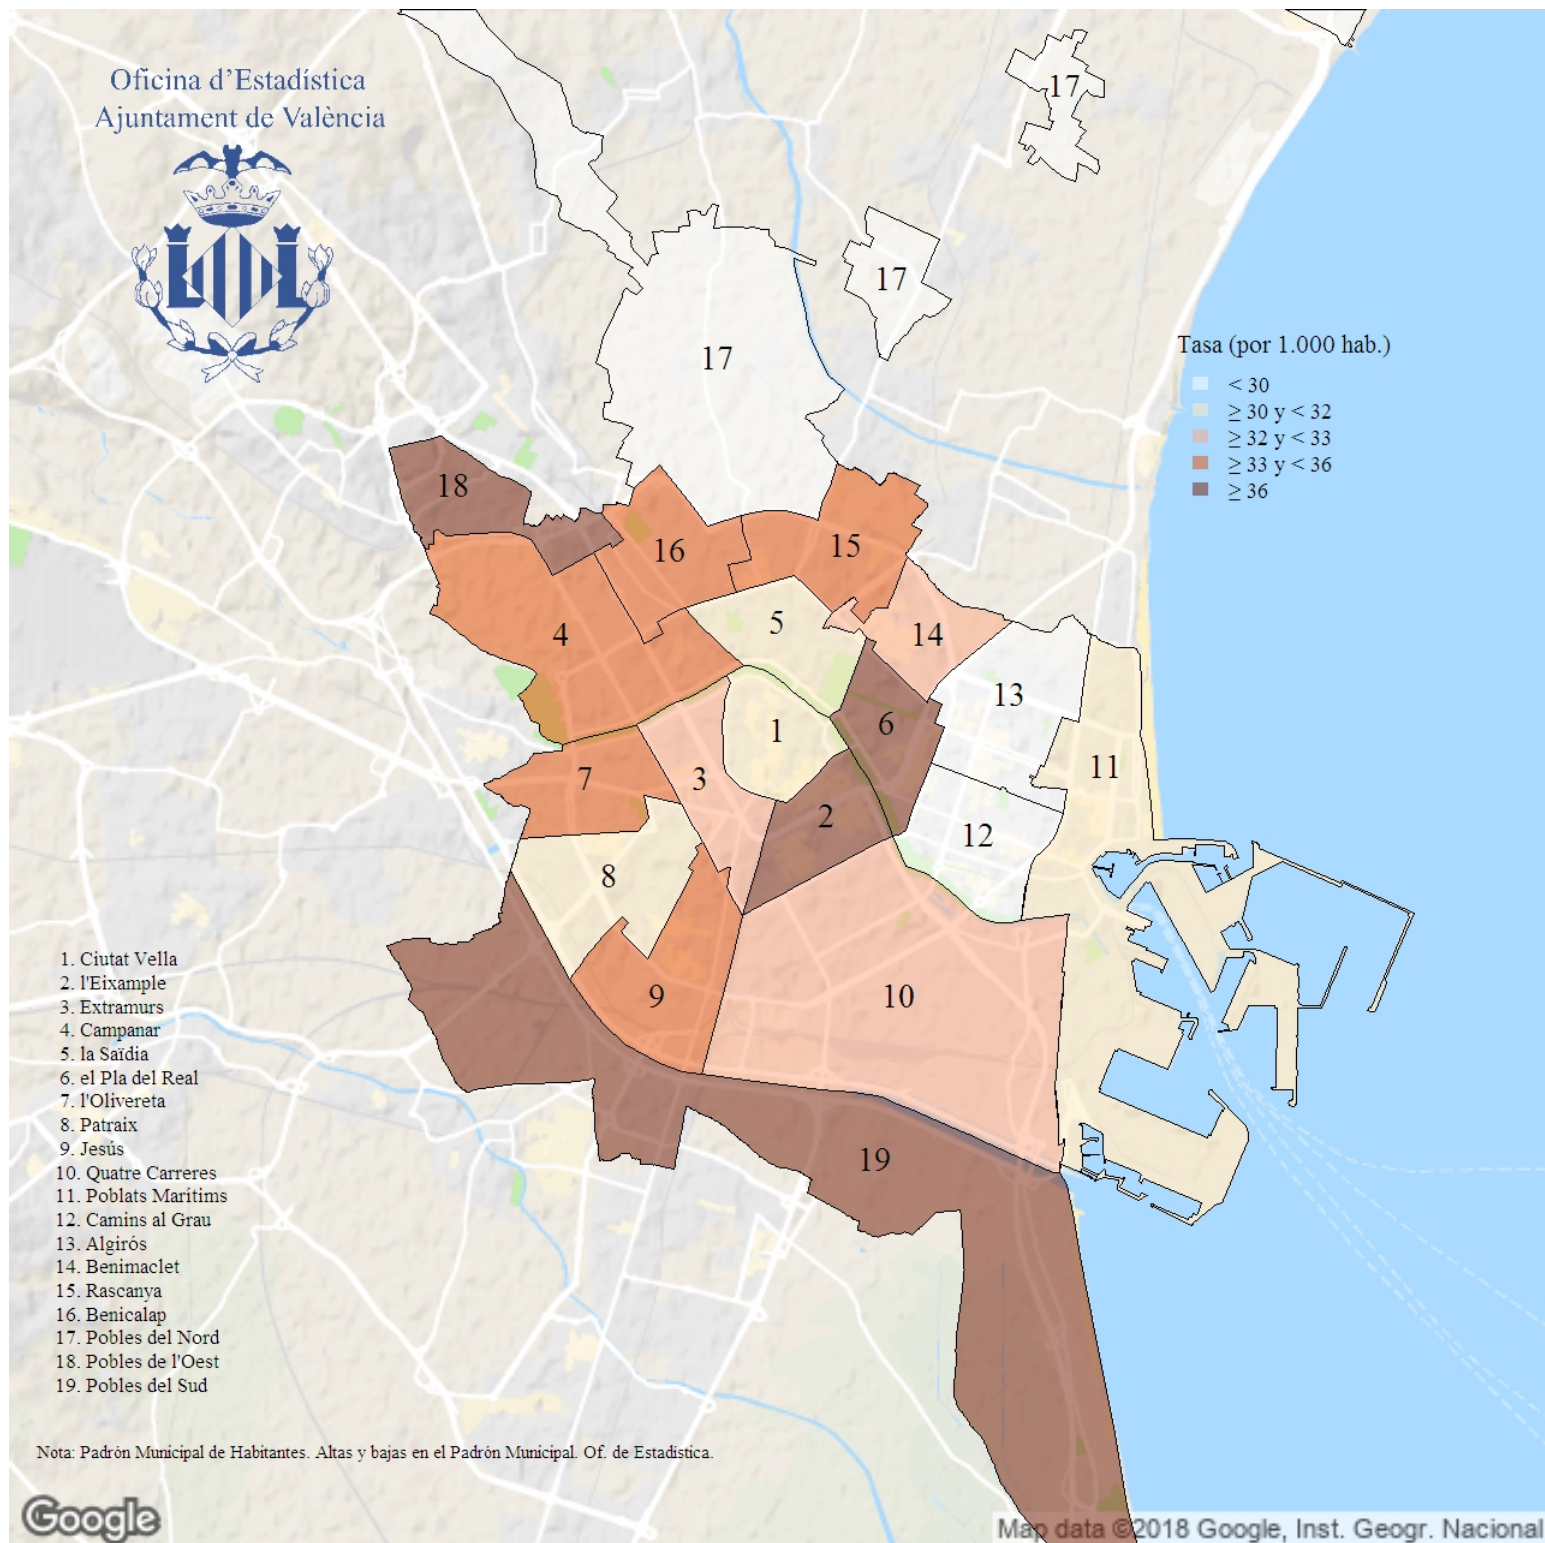 Oficina d'Estadística
Ajuntament de València
17
17
17
Tasa (por 1.000 hab.)
< 30
≥ 30 y < 32
≥ 32 y < 33
≥ 33 y < 36
≥ 36
18
16
15
5
4
14
13
6
1
11
7
3
2
12
8
9
10
19
1. Ciutat Vella
2. l'Eixample
3. Extramurs
4. Campanar
5. la Saïdia
6. el Pla del Real
7. l'Olivereta
8. Patraix
9. Jesús
10. Quatre Carreres
11. Poblats Marítims
12. Camins al Grau
13. Algirós
14. Benimaclet
15. Rascanya
16. Benicalap
17. Pobles del Nord
18. Pobles de l'Oest
19. Pobles del Sud
Nota: Padrón Municipal de Habitantes. Altas y bajas en el Padrón Municipal. Of. de Estadística.
Google
Map data ©2018 Google, Inst. Geogr. Nacional